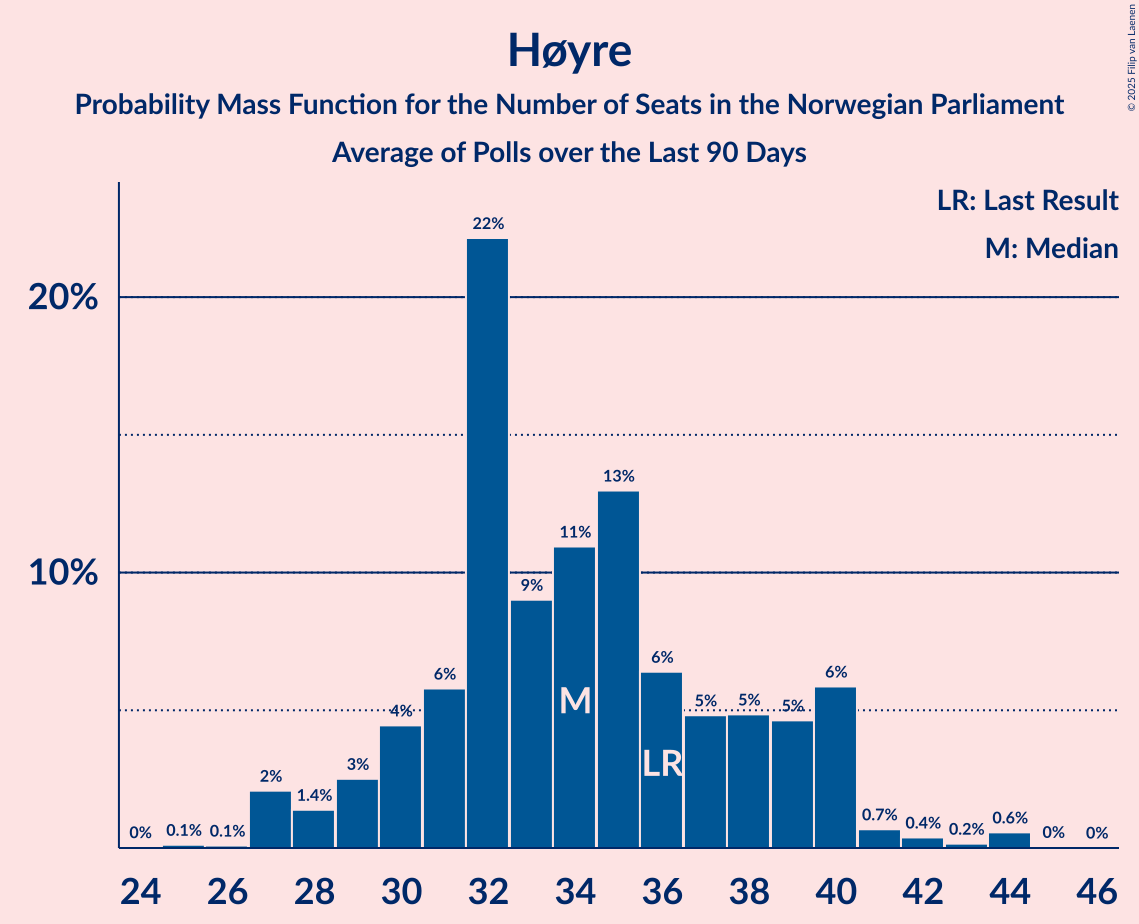 Høyre
Probability Mass Function for the Number of Seats in the Norwegian Parliament
Average of Polls over the Last 90 Days
© 2025 Filip van Laenen
LR: Last Result
M: Median
20%
10%
0%
0.1%
0.1%
2%
1.4%
3%
4%
6%
22%
9%
11%
13%
6%
5%
5%
5%
6%
0.7%
0.4%
0.2%
0.6%
0%
0%
M
LR
24 26 28 30 32 34 36 38 40 42 44 46